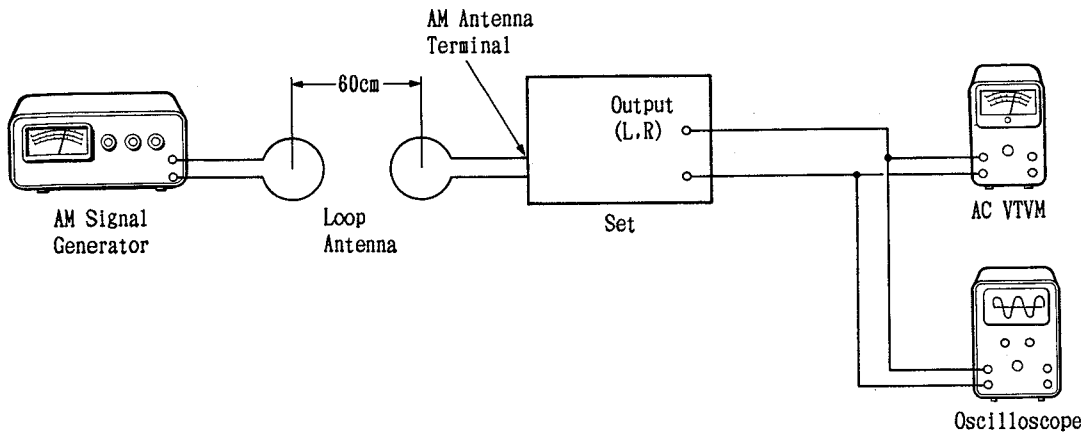 AM Antenna
Terminal
60cm
Output
(L.R)
AM Signal
Generator
Loop
Antenna
Set
AC VTVM
Oscilloscope